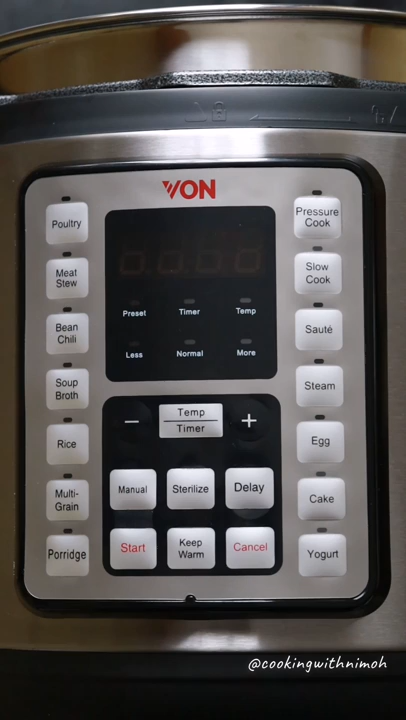 VON
Poultry
Meat
Stew
Bean
Chili
Soup
Broth
Rice
Multi-
Grain
Porridge
Preset Timer Temp
Less Normal More
− Temp +
Timer
Manual Sterilize Delay
Start Keep
Warm Cancel
Pressure
Cook
Slow
Cook
Sauté
Steam
Egg
Cake
Yogurt
@cookingwithnimoh